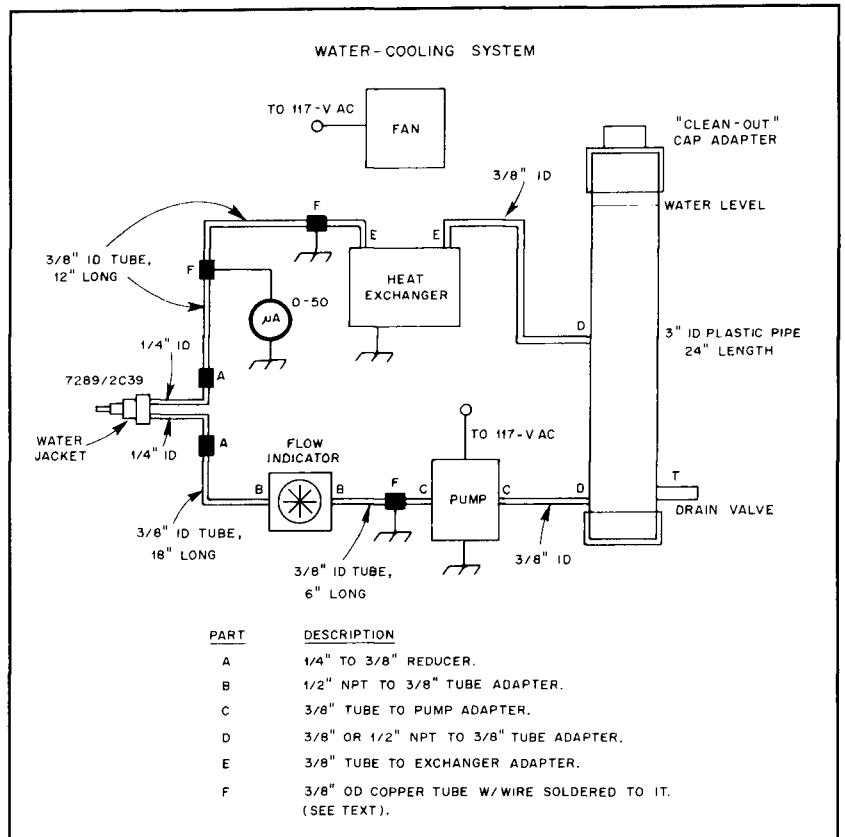 WATER-COOLING SYSTEM
TO 117-V AC
FAN
"CLEAN-OUT"
CAP ADAPTER
3/8" ID
WATER LEVEL
F
E
E
3/8" ID TUBE,
12" LONG
HEAT
EXCHANGER
F
0-50
µA
D
3" ID PLASTIC PIPE
24" LENGTH
1/4" ID
A
7289/2C39
WATER
JACKET
1/4" ID
A
TO 117-V AC
FLOW
INDICATOR
B
B
F
C
PUMP
C
D
T
DRAIN VALVE
3/8" ID TUBE,
18" LONG
3/8" ID TUBE,
6" LONG
3/8" ID
PART DESCRIPTION
A 1/4" TO 3/8" REDUCER.
B 1/2" NPT TO 3/8" TUBE ADAPTER.
C 3/8" TUBE TO PUMP ADAPTER.
D 3/8" OR 1/2" NPT TO 3/8" TUBE ADAPTER.
E 3/8" TUBE TO EXCHANGER ADAPTER.
F 3/8" OD COPPER TUBE W/WIRE SOLDERED TO IT.
(SEE TEXT).